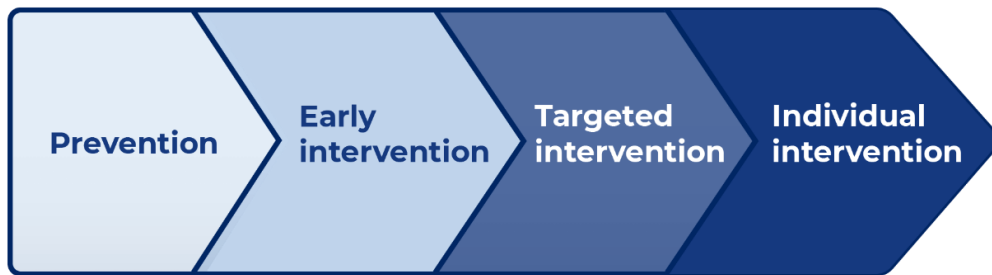 Prevention
Early
intervention
Targeted
intervention
Individual
intervention